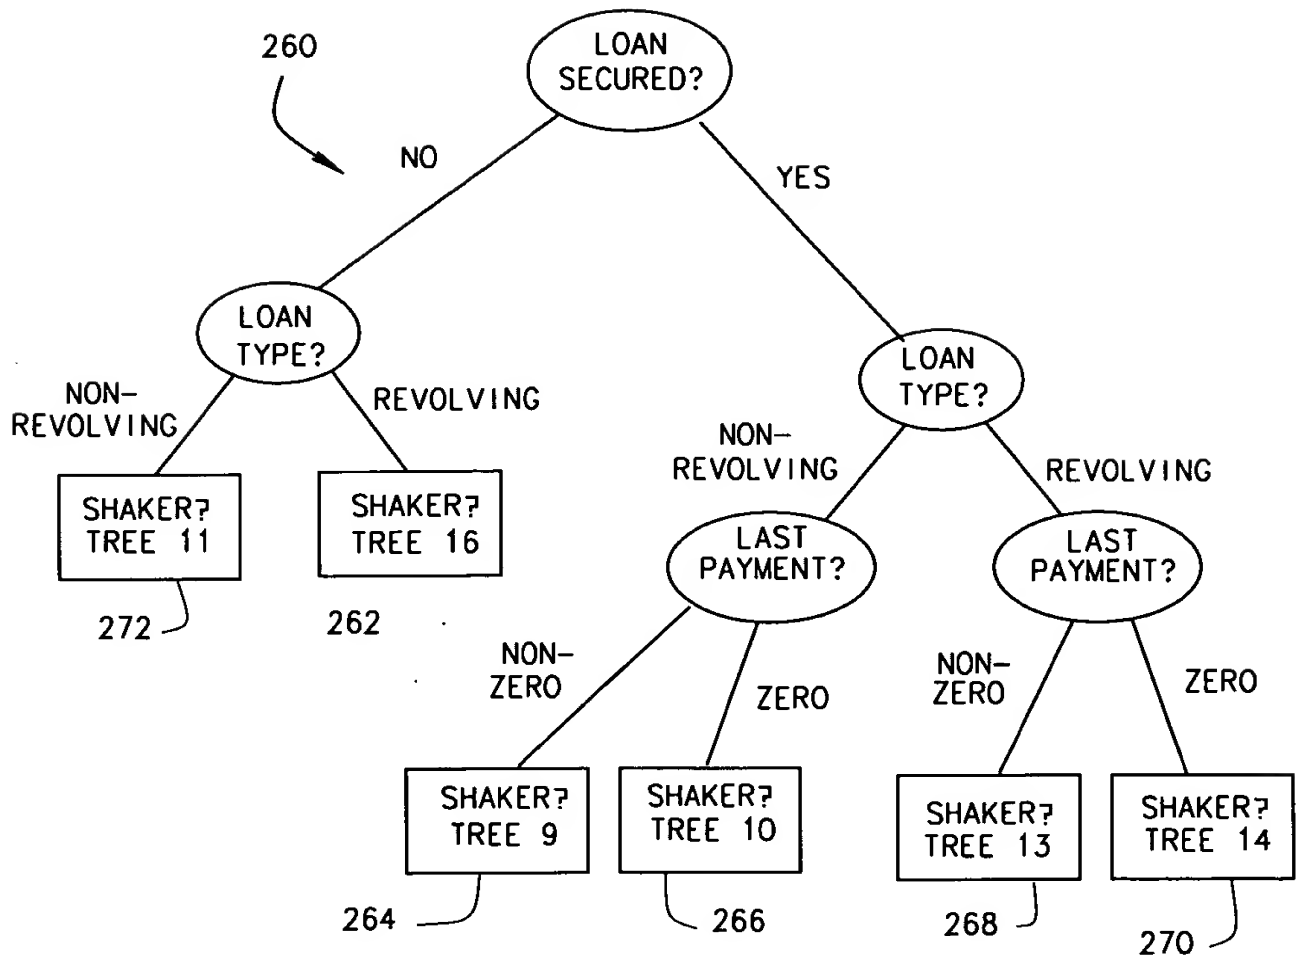 LOAN
SECURED?
260
NO
YES
LOAN
TYPE?
LOAN
TYPE?
NON-
REVOLVING
REVOLVING
NON-
REVOLVING
REVOLVING
SHAKER?
TREE 11
SHAKER?
TREE 16
LAST
PAYMENT?
LAST
PAYMENT?
272
262
NON-
ZERO
ZERO
NON-
ZERO
ZERO
SHAKER?
TREE 9
SHAKER?
TREE 10
SHAKER?
TREE 13
SHAKER?
TREE 14
264
266
268
270